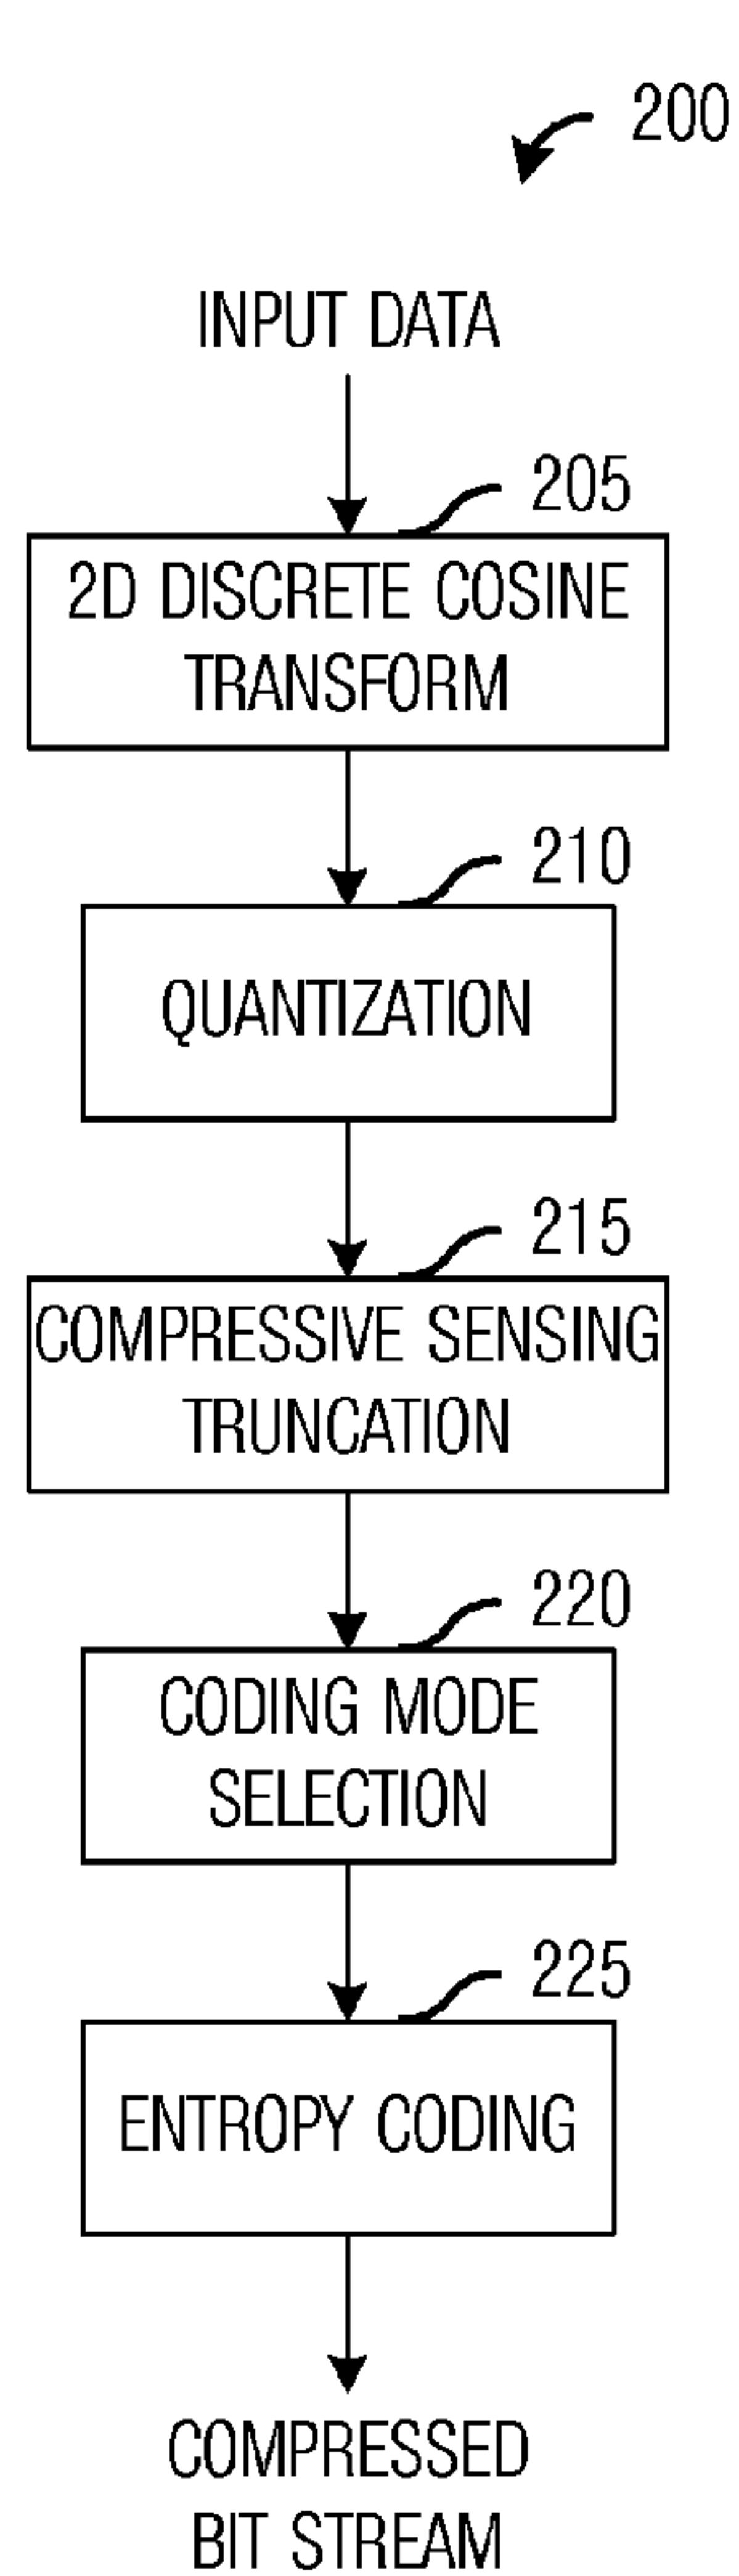 200
INPUT DATA
205
2D DISCRETE COSINE
TRANSFORM
210
QUANTIZATION
215
COMPRESSIVE SENSING
TRUNCATION
220
CODING MODE
SELECTION
225
ENTROPY CODING
COMPRESSED
BIT STREAM